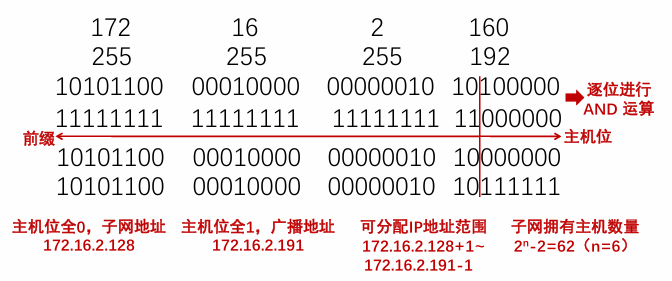 172 16 2 160
255 255 255 192
10101100 00010000 00000010 10100000
11111111 11111111 11111111 11000000
逐位进行
AND 运算
前缀
主机位
10101100 00010000 00000010 10000000
10101100 00010000 00000010 10111111
主机位全0，子网地址
172.16.2.128
主机位全1，广播地址
172.16.2.191
可分配IP地址范围
172.16.2.128+1~
172.16.2.191-1
子网拥有主机数量
2ⁿ-2=62（n=6）